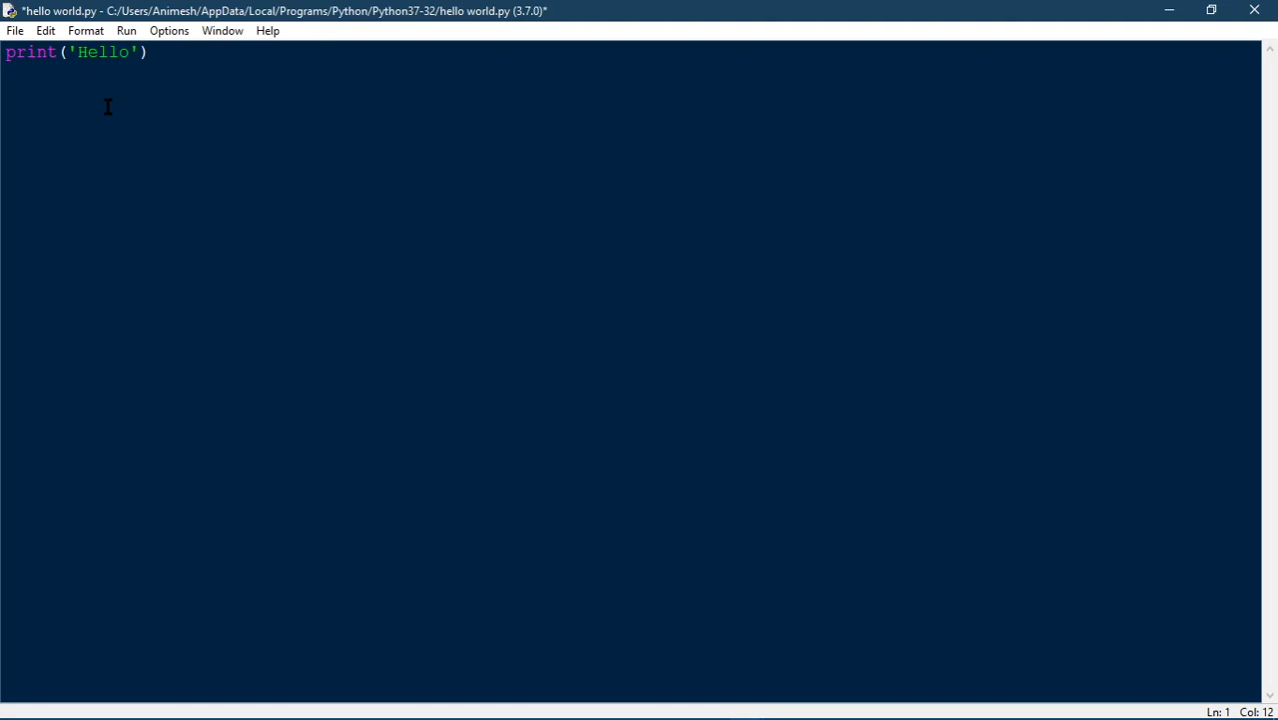 *hello world.py - C:/Users/Animesh/AppData/Local/Programs/Python/Python37-32/hello world.py (3.7.0)*
File Edit Format Run Options Window Help
print('Hello')
Ln: 1 Col: 12